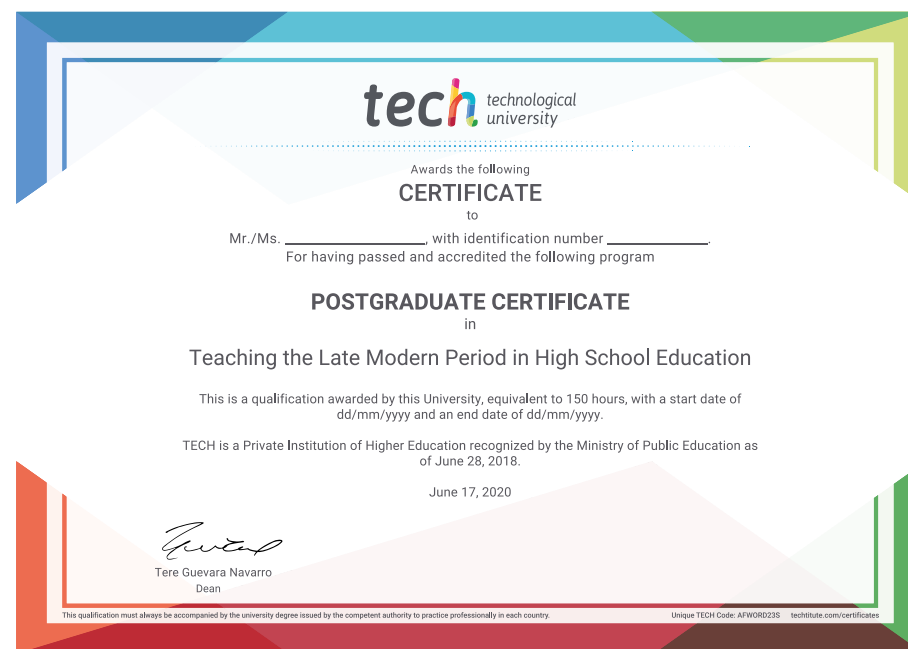 tech technological
university
Awards the following
CERTIFICATE
to
Mr./Ms. ____________________, with identification number ______________.
For having passed and accredited the following program
POSTGRADUATE CERTIFICATE
in
Teaching the Late Modern Period in High School Education
This is a qualification awarded by this University, equivalent to 150 hours, with a start date of
dd/mm/yyyy and an end date of dd/mm/yyyy.
TECH is a Private Institution of Higher Education recognized by the Ministry of Public Education as
of June 28, 2018.
June 17, 2020
Tere Guevara Navarro
Dean
This qualification must always be accompanied by the university degree issued by the competent authority to practice professionally in each country. Unique TECH Code: AFWORD23S techtitute.com/certificates